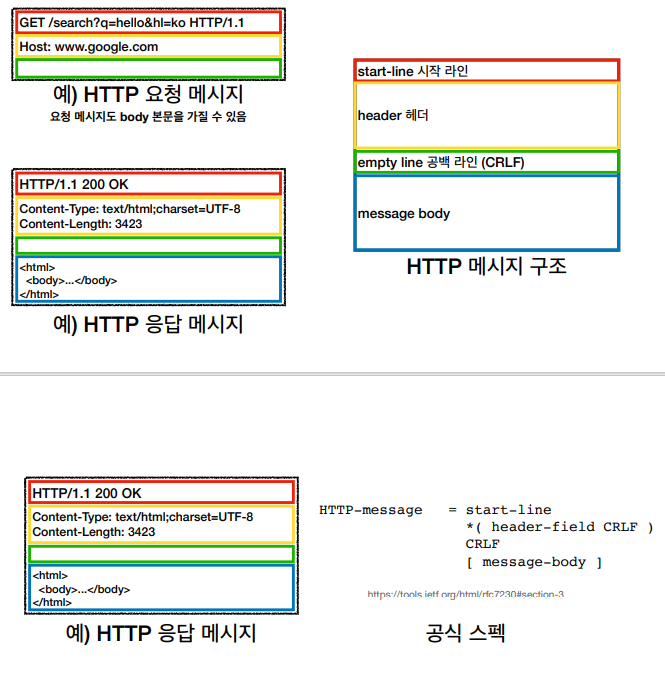 GET /search?q=hello&hl=ko HTTP/1.1
Host: www.google.com
예) HTTP 요청 메시지
요청 메시지도 body 본문을 가질 수 있음
HTTP/1.1 200 OK
Content-Type: text/html;charset=UTF-8
Content-Length: 3423
<html>
<body>...</body>
</html>
예) HTTP 응답 메시지
start-line 시작 라인
header 헤더
empty line 공백 라인 (CRLF)
message body
HTTP 메시지 구조
HTTP/1.1 200 OK
Content-Type: text/html;charset=UTF-8
Content-Length: 3423
<html>
<body>...</body>
</html>
예) HTTP 응답 메시지
HTTP-message = start-line
*( header-field CRLF )
CRLF
[ message-body ]
https://tools.ietf.org/html/rfc7230#section-3
공식 스펙